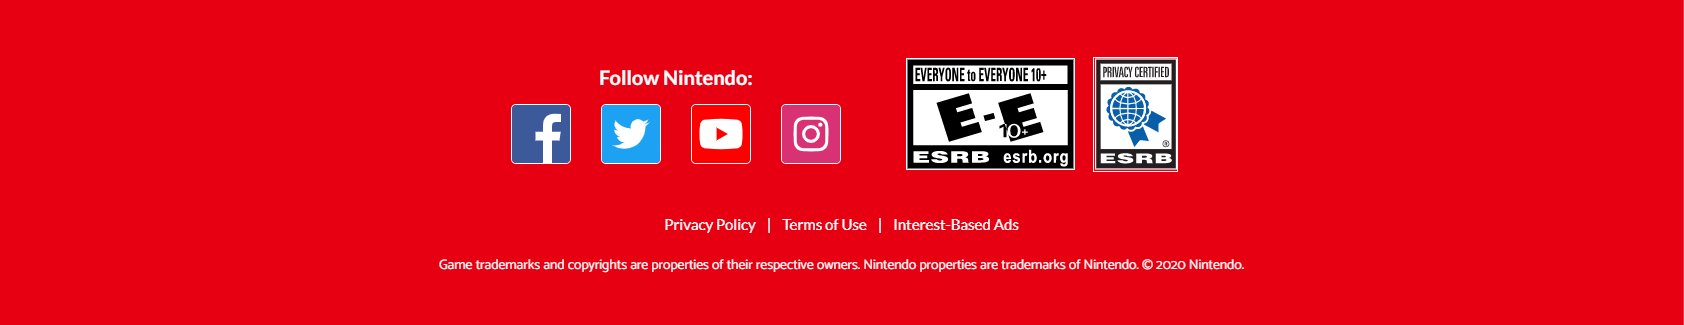 Follow Nintendo:
EVERYONE to EVERYONE 10+
E-E
10+
ESRB esrb.org
PRIVACY CERTIFIED
®
ESRB
Privacy Policy | Terms of Use | Interest-Based Ads
Game trademarks and copyrights are properties of their respective owners. Nintendo properties are trademarks of Nintendo. © 2020 Nintendo.